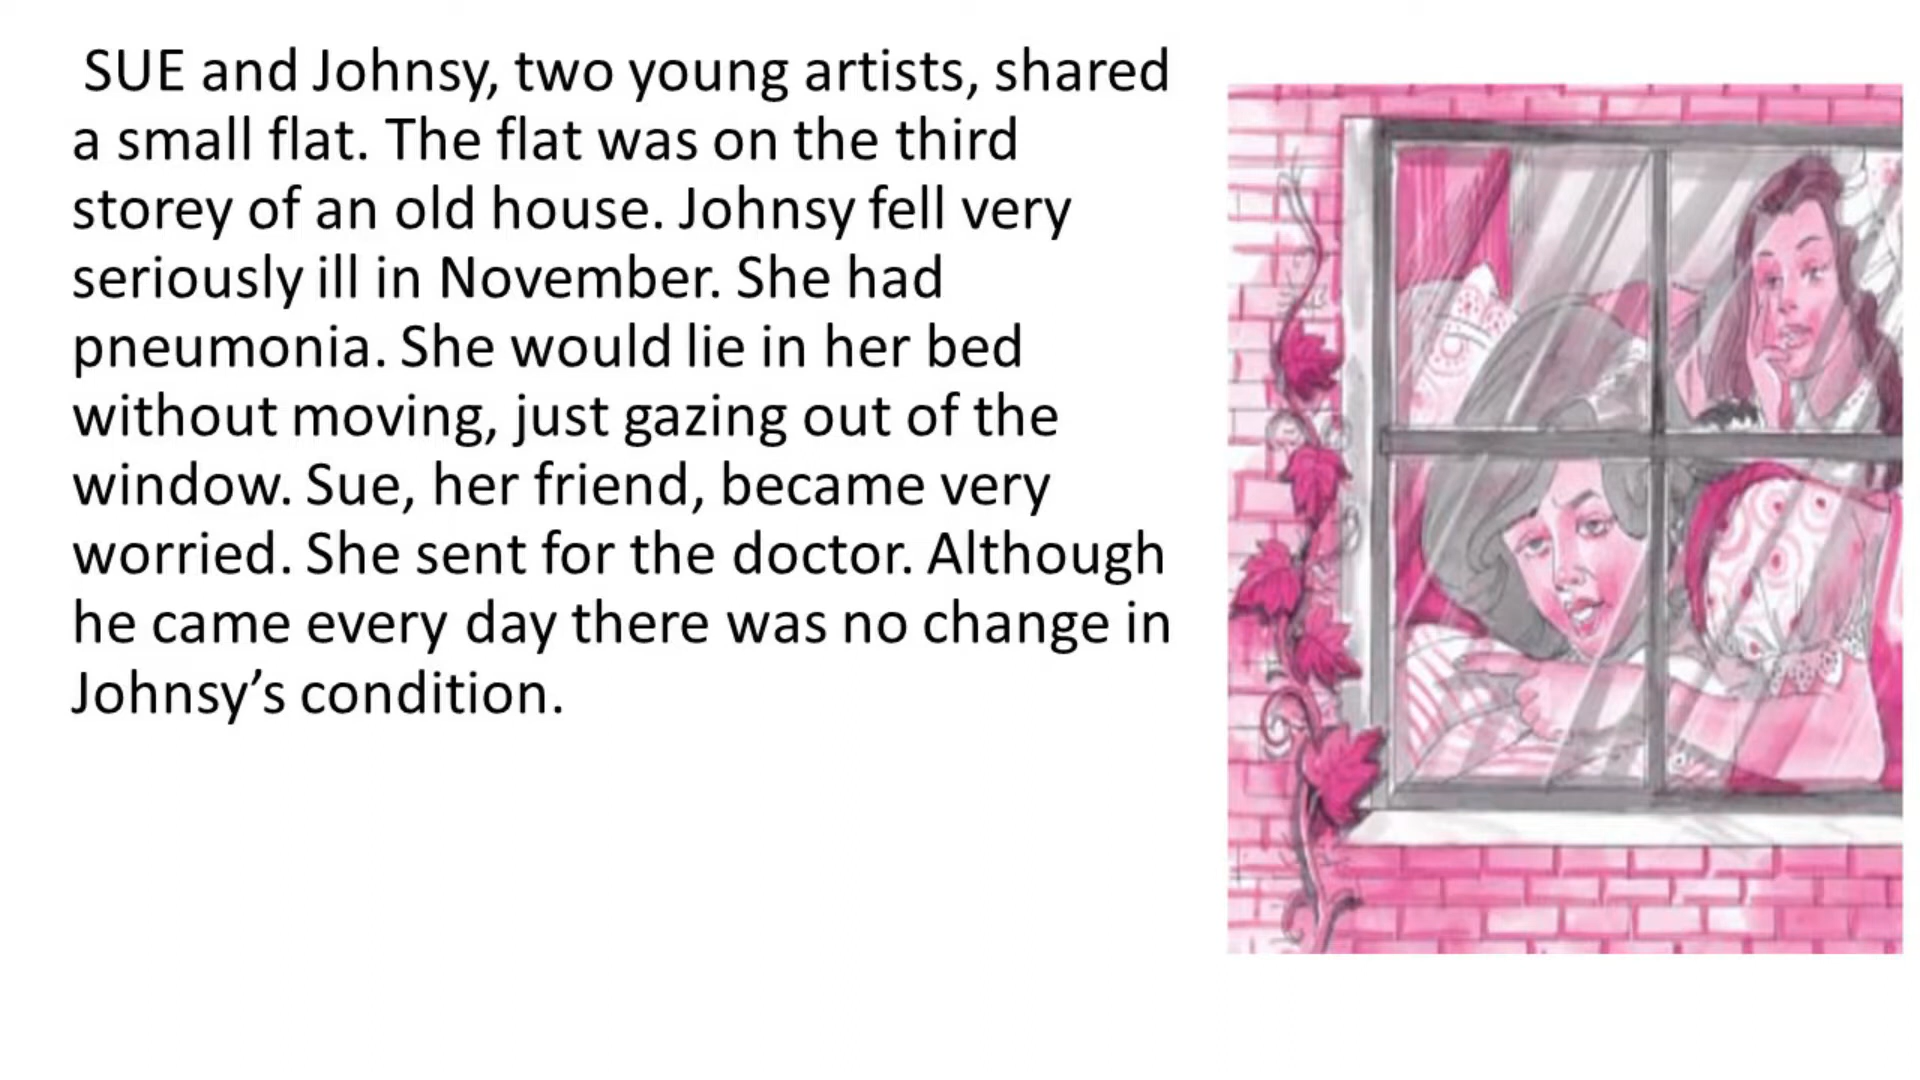 SUE and Johnsy, two young artists, shared
a small flat. The flat was on the third
storey of an old house. Johnsy fell very
seriously ill in November. She had
pneumonia. She would lie in her bed
without moving, just gazing out of the
window. Sue, her friend, became very
worried. She sent for the doctor. Although
he came every day there was no change in
Johnsy’s condition.